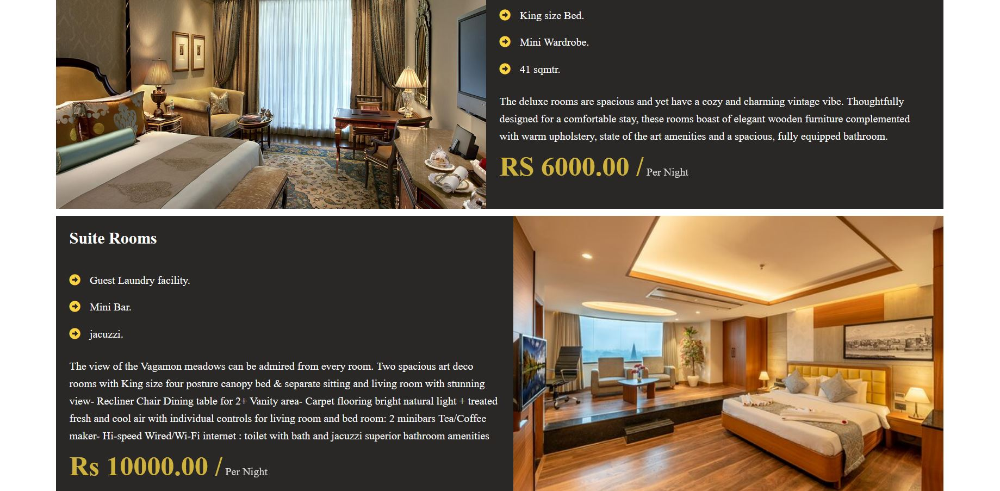 King size Bed.
Mini Wardrobe.
41 sqmtr.
The deluxe rooms are spacious and yet have a cozy and charming vintage vibe. Thoughtfully
designed for a comfortable stay, these rooms boast of elegant wooden furniture complemented
with warm upholstery, state of the art amenities and a spacious, fully equipped bathroom.
RS 6000.00 / Per Night
Suite Rooms
Guest Laundry facility.
Mini Bar.
jacuzzi.
The view of the Vagamon meadows can be admired from every room. Two spacious art deco
rooms with King size four posture canopy bed & separate sitting and living room with stunning
view- Recliner Chair Dining table for 2+ Vanity area- Carpet flooring bright natural light + treated
fresh and cool air with individual controls for living room and bed room: 2 minibars Tea/Coffee
maker- Hi-speed Wired/Wi-Fi internet : toilet with bath and jacuzzi superior bathroom amenities
Rs 10000.00 / Per Night